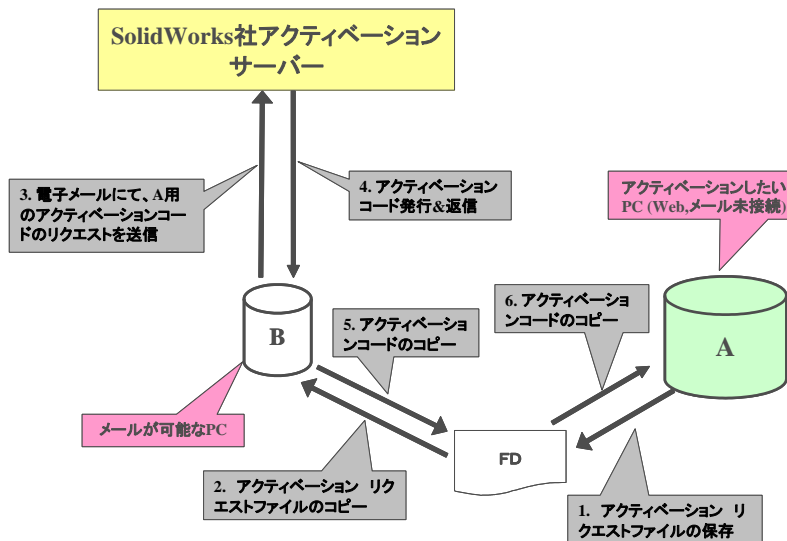 SolidWorks社アクティベーション
サーバー
3. 電子メールにて、A用
のアクティベーションコー
ドのリクエストを送信
4. アクティベーション
コード発行&返信
アクティベーションしたい
PC (Web,メール未接続)
B
5. アクティベーショ
ンコードのコピー
6. アクティベーショ
ンコードのコピー
A
メールが可能なPC
2. アクティベーション リク
エストファイルのコピー
FD
1. アクティベーション リ
クエストファイルの保存